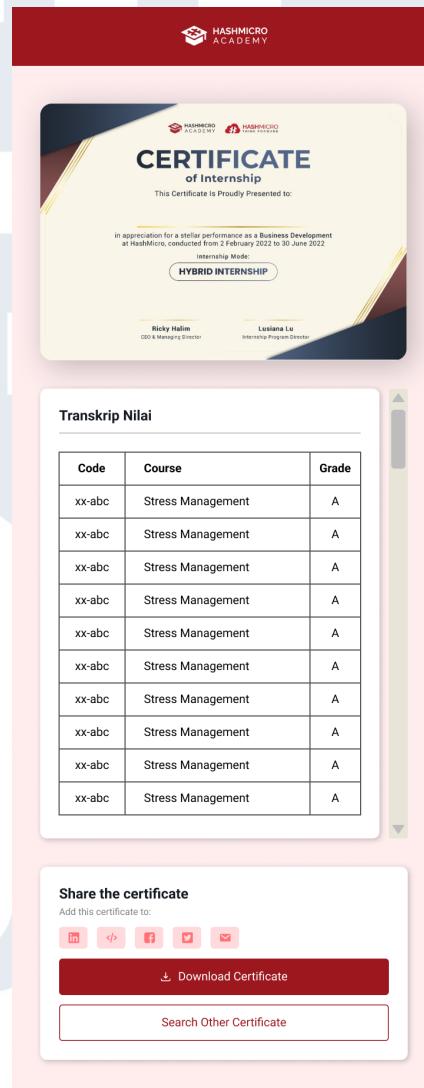 HASHMICRO
ACADEMY
HASHMICRO
ACADEMY
HASHMICRO
THINK FORWARD
CERTIFICATE
of Internship
This Certificate Is Proudly Presented to:
in appreciation for a stellar performance as a Business Development
at HashMicro, conducted from 2 February 2022 to 30 June 2022
Internship Mode:
HYBRID INTERNSHIP
Ricky Halim
CEO & Managing Director
Lusiana Lu
Internship Program Director
Transkrip Nilai
Code Course Grade
xx-abc Stress Management A
xx-abc Stress Management A
xx-abc Stress Management A
xx-abc Stress Management A
xx-abc Stress Management A
xx-abc Stress Management A
xx-abc Stress Management A
xx-abc Stress Management A
xx-abc Stress Management A
xx-abc Stress Management A
Share the certificate
Add this certificate to:
Download Certificate
Search Other Certificate